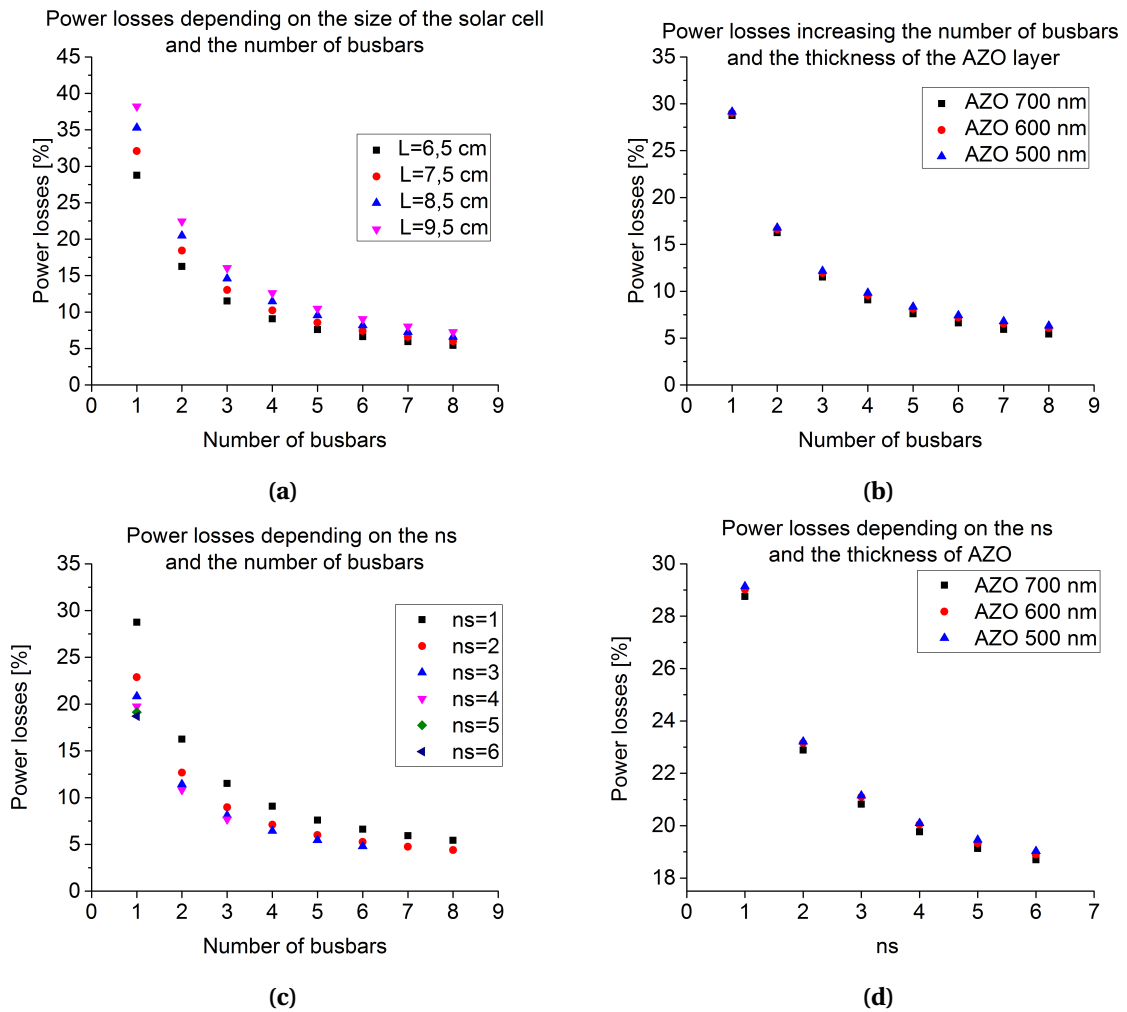 Power losses depending on the size of the solar cell
and the number of busbars
45
40
35
30
25
20
15
10
5
0
Power losses [%]
L=6,5 cm
L=7,5 cm
L=8,5 cm
L=9,5 cm
0 1 2 3 4 5 6 7 8 9
Number of busbars
(a)
Power losses increasing the number of busbars
and the thickness of the AZO layer
35
30
25
20
15
10
5
0
Power losses [%]
AZO 700 nm
AZO 600 nm
AZO 500 nm
0 1 2 3 4 5 6 7 8 9
Number of busbars
(b)
Power losses depending on the ns
and the number of busbars
35
30
25
20
15
10
5
0
Power losses [%]
ns=1
ns=2
ns=3
ns=4
ns=5
ns=6
0 1 2 3 4 5 6 7 8 9
Number of busbars
(c)
Power losses depending on the ns
and the thickness of AZO
30
28
26
24
22
20
18
Power losses [%]
AZO 700 nm
AZO 600 nm
AZO 500 nm
0 1 2 3 4 5 6 7
ns
(d)